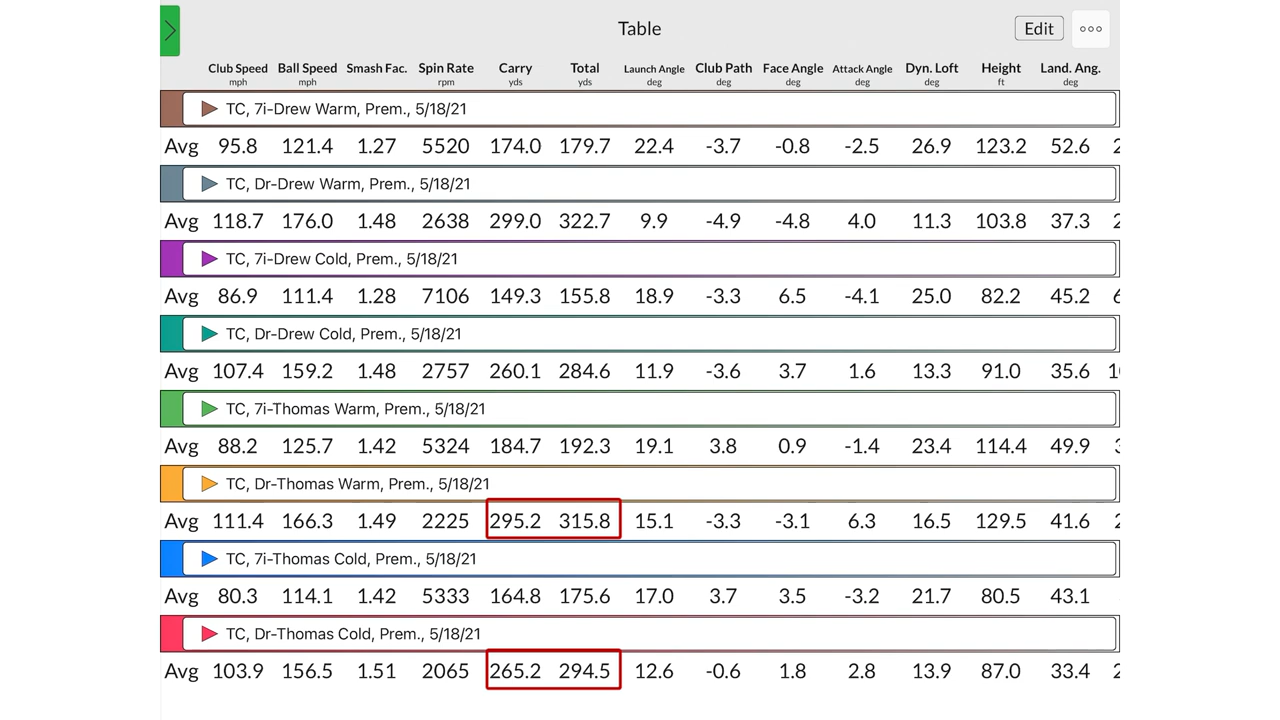 Table
Edit
Club Speed Ball Speed Smash Fac. Spin Rate Carry Total Launch Angle Club Path Face Angle Attack Angle Dyn. Loft Height Land. Ang.
mph mph rpm yds yds deg deg deg deg deg ft deg
TC, 7i-Drew Warm, Prem., 5/18/21
Avg 95.8 121.4 1.27 5520 174.0 179.7 22.4 -3.7 -0.8 -2.5 26.9 123.2 52.6
TC, Dr-Drew Warm, Prem., 5/18/21
Avg 118.7 176.0 1.48 2638 299.0 322.7 9.9 -4.9 -4.8 4.0 11.3 103.8 37.3
TC, 7i-Drew Cold, Prem., 5/18/21
Avg 86.9 111.4 1.28 7106 149.3 155.8 18.9 -3.3 6.5 -4.1 25.0 82.2 45.2
TC, Dr-Drew Cold, Prem., 5/18/21
Avg 107.4 159.2 1.48 2757 260.1 284.6 11.9 -3.6 3.7 1.6 13.3 91.0 35.6
TC, 7i-Thomas Warm, Prem., 5/18/21
Avg 88.2 125.7 1.42 5324 184.7 192.3 19.1 3.8 0.9 -1.4 23.4 114.4 49.9
TC, Dr-Thomas Warm, Prem., 5/18/21
Avg 111.4 166.3 1.49 2225 295.2 315.8 15.1 -3.3 -3.1 6.3 16.5 129.5 41.6
TC, 7i-Thomas Cold, Prem., 5/18/21
Avg 80.3 114.1 1.42 5333 164.8 175.6 17.0 3.7 3.5 -3.2 21.7 80.5 43.1
TC, Dr-Thomas Cold, Prem., 5/18/21
Avg 103.9 156.5 1.51 2065 265.2 294.5 12.6 -0.6 1.8 2.8 13.9 87.0 33.4